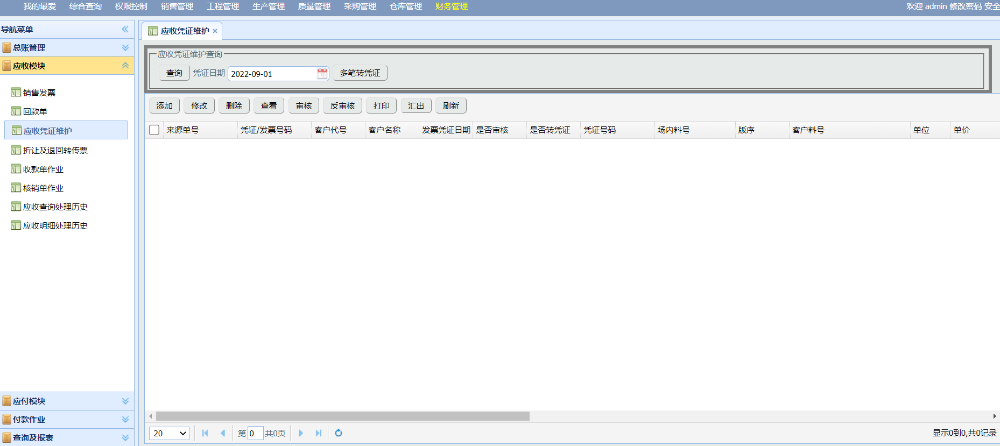 我的最爱 综合查询 权限控制 销售管理 工程管理 生产管理 质量管理 采购管理 仓库管理 财务管理 欢迎 admin 修改密码 安全
导航菜单
总账管理
应收模块
销售发票
回款单
应收凭证维护
折让及退回转传票
收款单作业
核销单作业
应收查询处理历史
应收明细处理历史
应付模块
付款作业
查询及报表
应收凭证维护
应收凭证维护查询
查询 凭证日期 2022-09-01 多笔转凭证
添加 修改 删除 查看 审核 反审核 打印 汇出 刷新
来源单号 凭证/发票号码 客户代号 客户名称 发票凭证日期 是否审核 是否转凭证 凭证号码 场内料号 版序 客户料号 单位 单价
20 第 0 共0页 显示0到0,共0记录